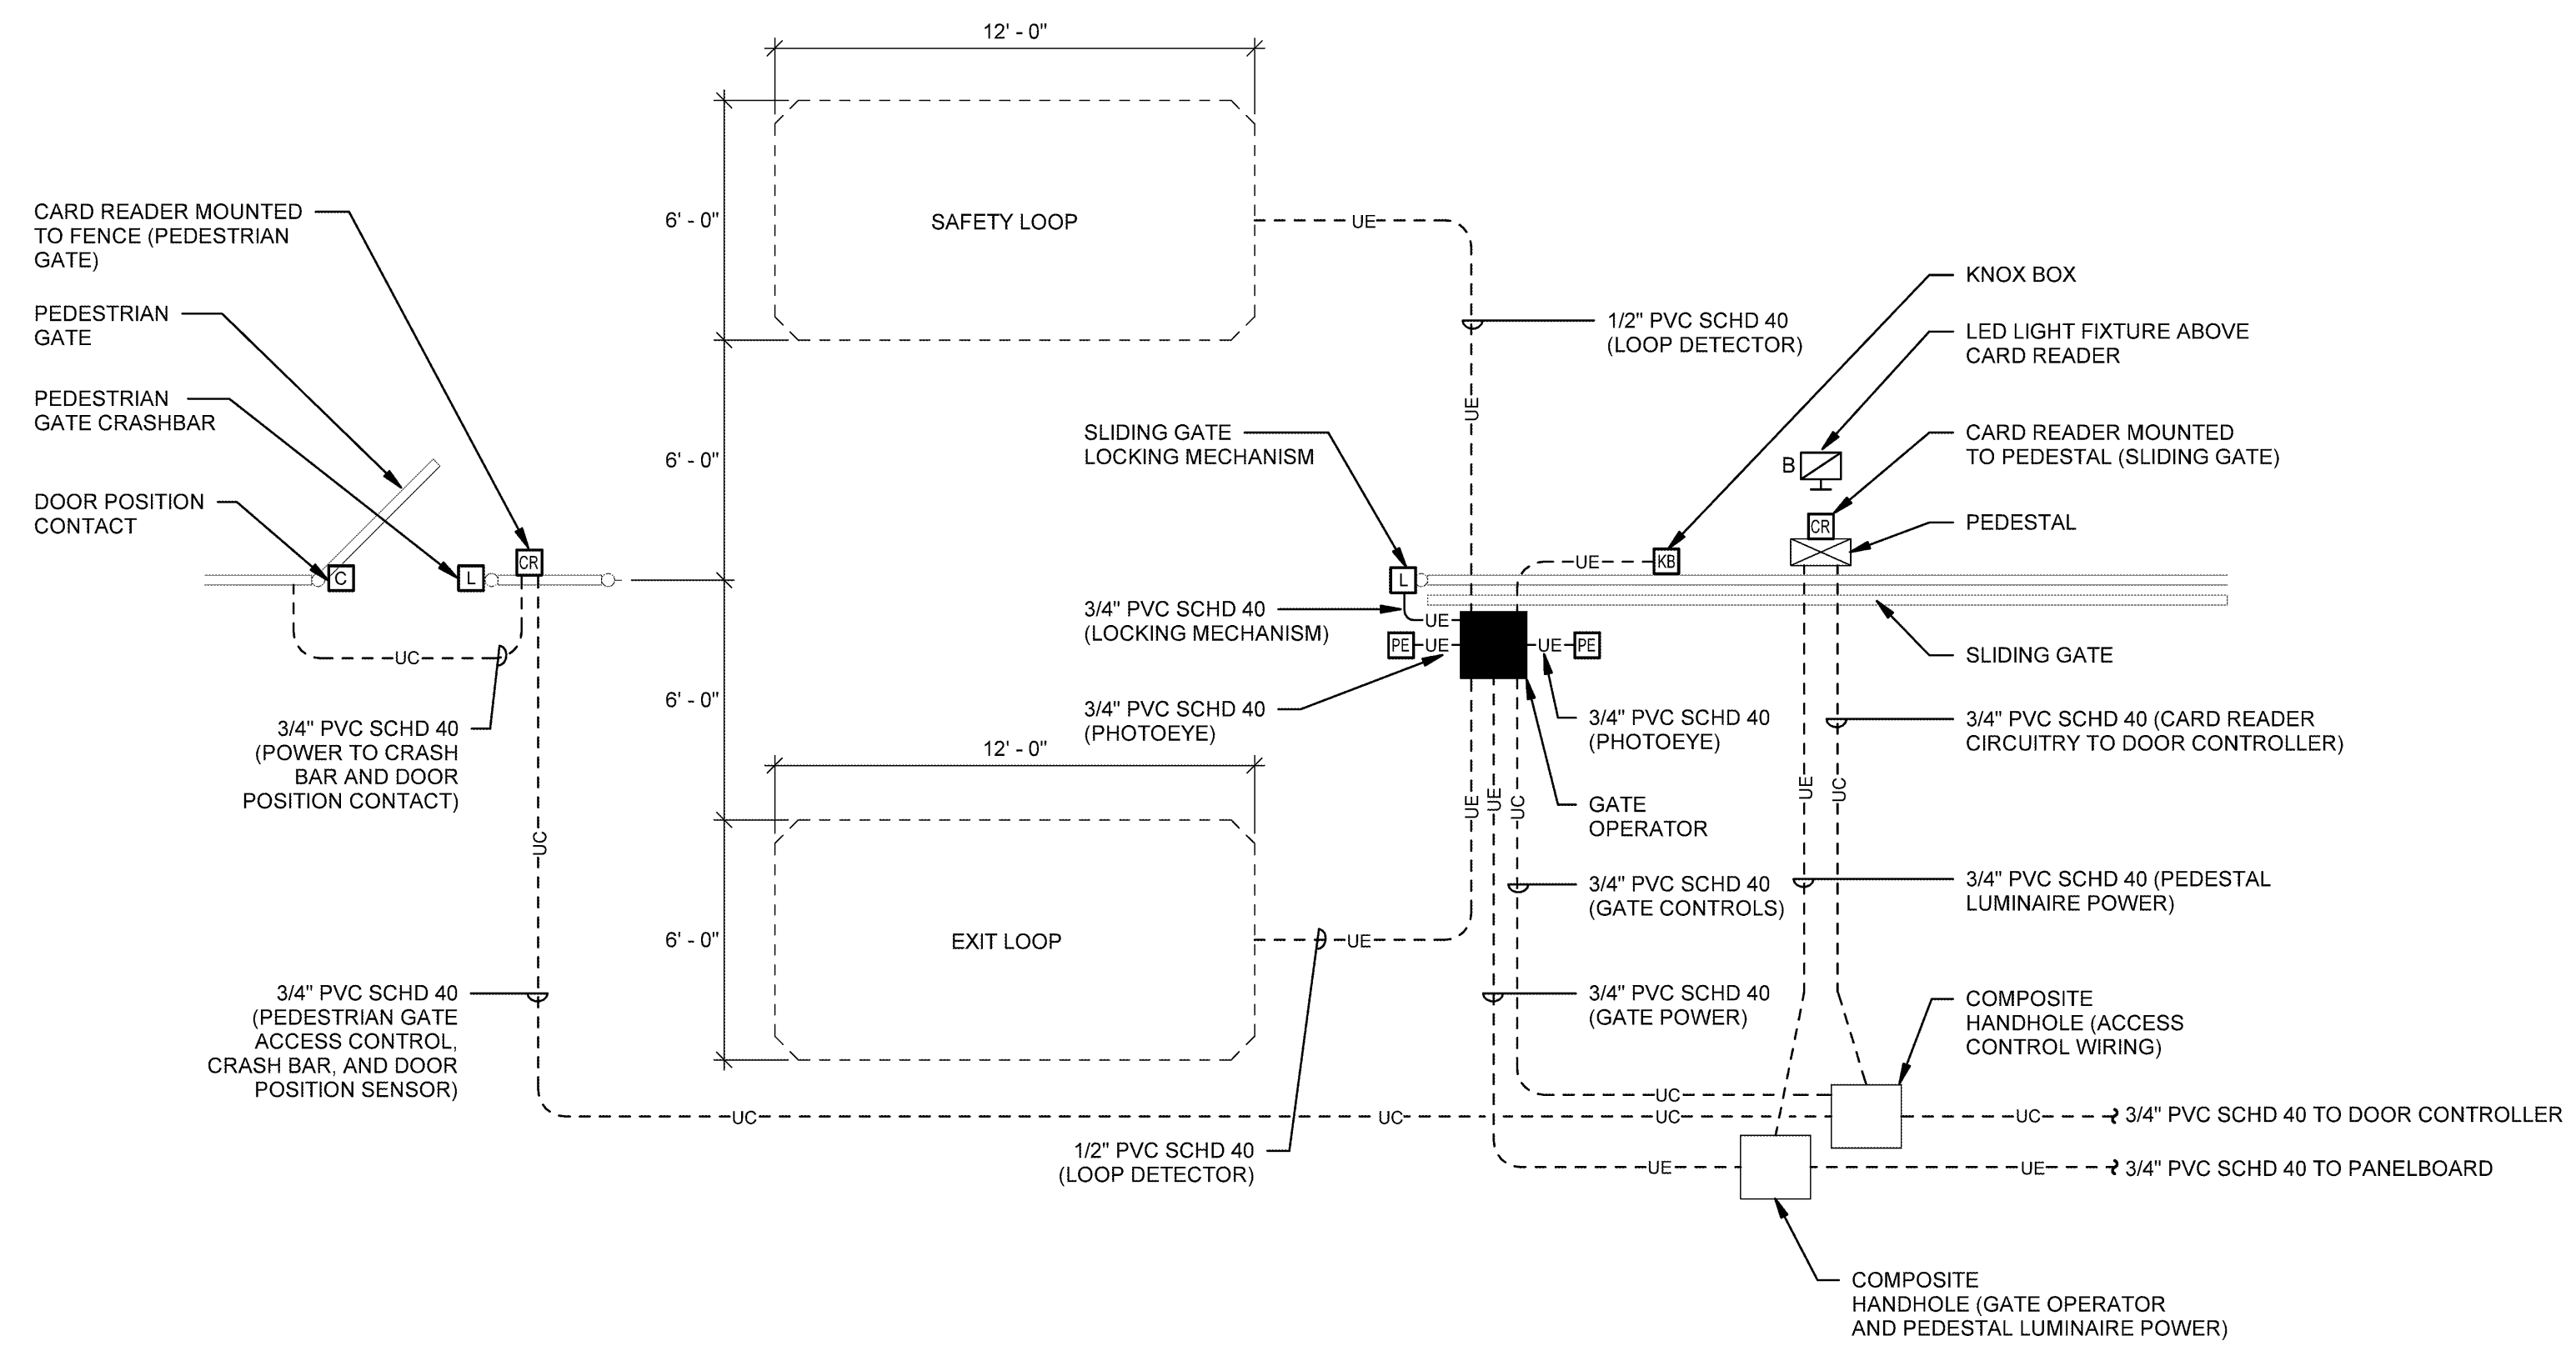 12' - 0"
6' - 0"
SAFETY LOOP
UE
CARD READER MOUNTED
TO FENCE (PEDESTRIAN
GATE)
PEDESTRIAN
GATE
PEDESTRIAN
GATE CRASHBAR
DOOR POSITION
CONTACT
C
L
CR
UC
3/4" PVC SCHD 40
(POWER TO CRASH
BAR AND DOOR
POSITION CONTACT)
UC
3/4" PVC SCHD 40
(PEDESTRIAN GATE
ACCESS CONTROL,
CRASH BAR, AND DOOR
POSITION SENSOR)
6' - 0"
6' - 0"
12' - 0"
6' - 0"
EXIT LOOP
UE
1/2" PVC SCHD 40
(LOOP DETECTOR)
1/2" PVC SCHD 40
(LOOP DETECTOR)
UE
SLIDING GATE
LOCKING MECHANISM
L
3/4" PVC SCHD 40
(LOCKING MECHANISM)
UE
PE
UE
UE
PE
3/4" PVC SCHD 40
(PHOTOEYE)
3/4" PVC SCHD 40
(PHOTOEYE)
UE
KB
KNOX BOX
LED LIGHT FIXTURE ABOVE
CARD READER
B
CARD READER MOUNTED
TO PEDESTAL (SLIDING GATE)
CR
PEDESTAL
SLIDING GATE
3/4" PVC SCHD 40 (CARD READER
CIRCUITRY TO DOOR CONTROLLER)
UE
UC
GATE
OPERATOR
UE
UE
UC
3/4" PVC SCHD 40
(GATE CONTROLS)
3/4" PVC SCHD 40 (PEDESTAL
LUMINAIRE POWER)
3/4" PVC SCHD 40
(GATE POWER)
COMPOSITE
HANDHOLE (ACCESS
CONTROL WIRING)
UC
UC
UC
UC
UC
3/4" PVC SCHD 40 TO DOOR CONTROLLER
UE
UE
3/4" PVC SCHD 40 TO PANELBOARD
COMPOSITE
HANDHOLE (GATE OPERATOR
AND PEDESTAL LUMINAIRE POWER)